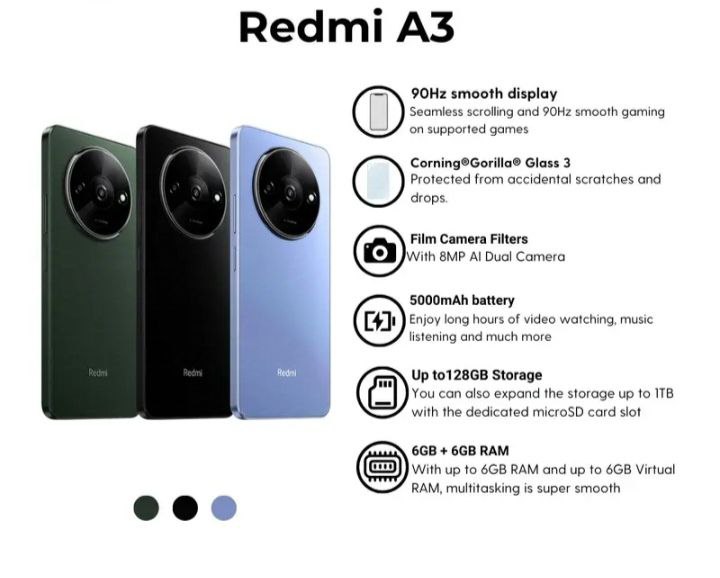 Redmi A3
90Hz smooth display
Seamless scrolling and 90Hz smooth gaming
on supported games
Corning®Gorilla® Glass 3
Protected from accidental scratches and
drops.
Film Camera Filters
With 8MP AI Dual Camera
5000mAh battery
Enjoy long hours of video watching, music
listening and much more
Up to128GB Storage
You can also expand the storage up to 1TB
with the dedicated microSD card slot
6GB + 6GB RAM
With up to 6GB RAM and up to 6GB Virtual
RAM, multitasking is super smooth
Redmi
Redmi
Redmi